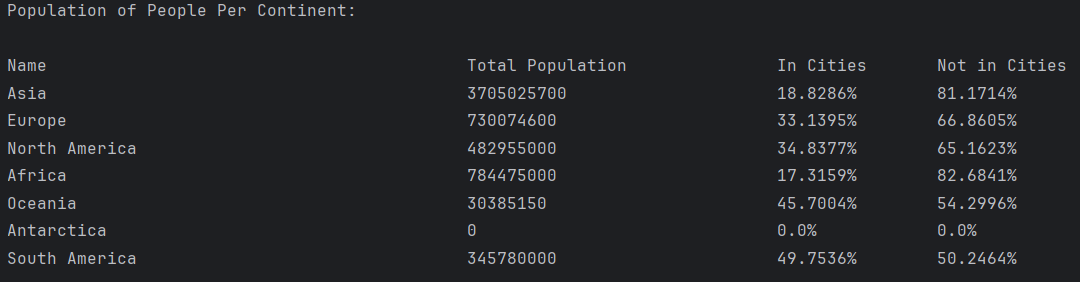 Population of People Per Continent:
Name Total Population In Cities Not in Cities
Asia 3705025700 18.8286% 81.1714%
Europe 730074600 33.1395% 66.8605%
North America 482955000 34.8377% 65.1623%
Africa 784475000 17.3159% 82.6841%
Oceania 30385150 45.7004% 54.2996%
Antarctica 0 0.0% 0.0%
South America 345780000 49.7536% 50.2464%